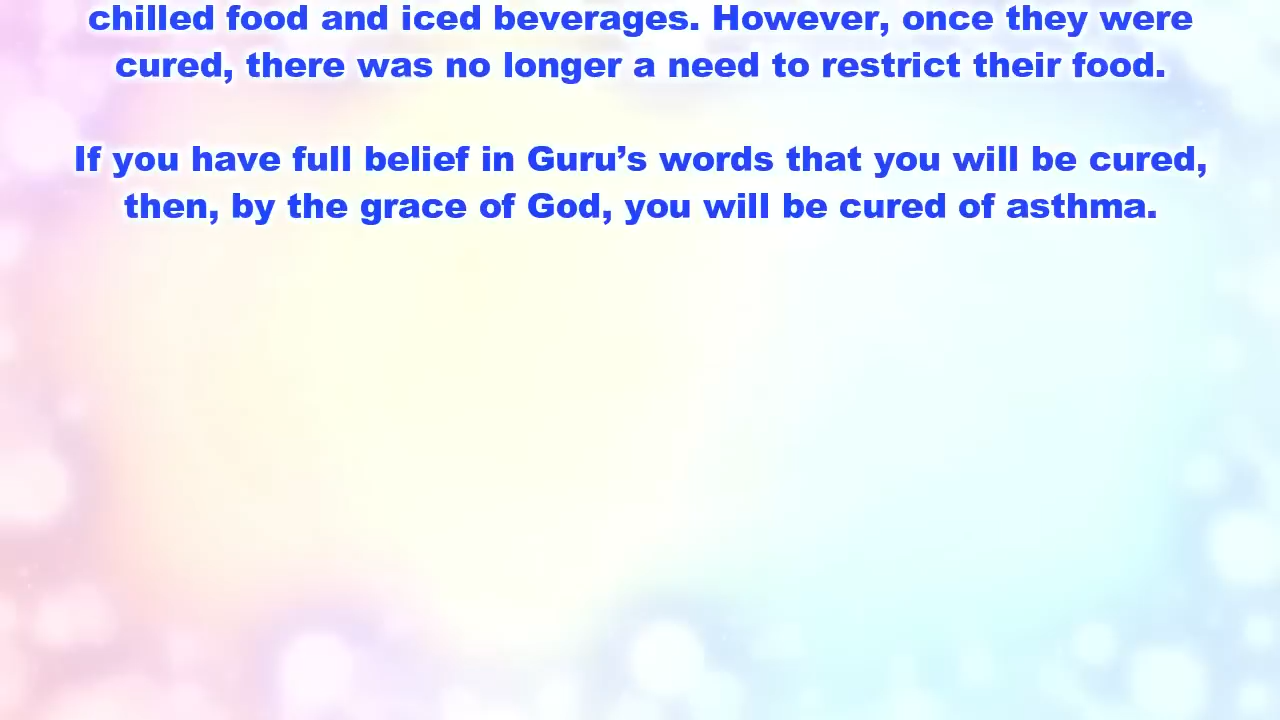 chilled food and iced beverages. However, once they were
cured, there was no longer a need to restrict their food.
If you have full belief in Guru’s words that you will be cured,
then, by the grace of God, you will be cured of asthma.